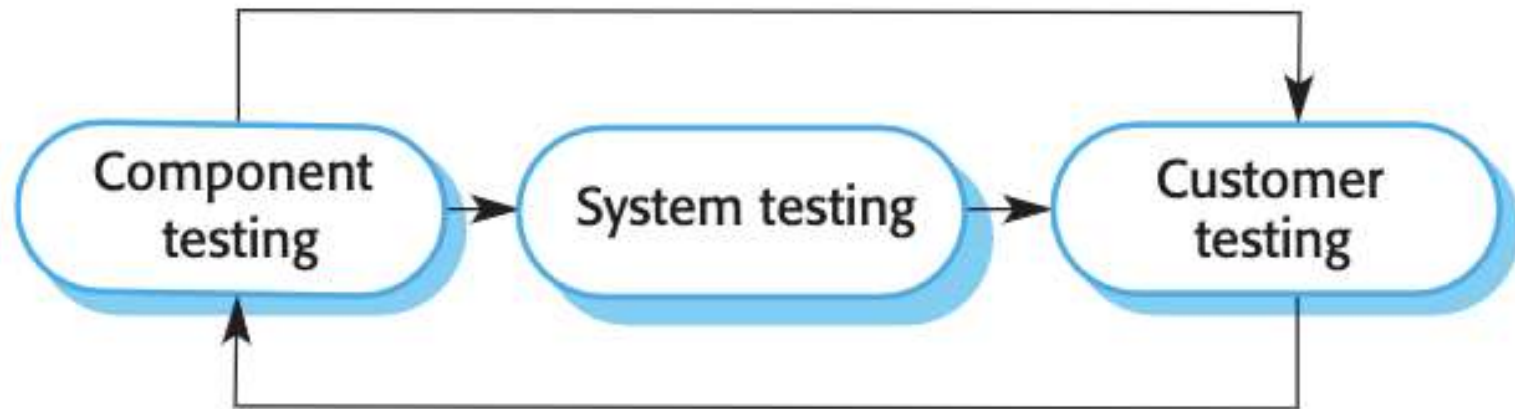 Component
testing
System testing
Customer
testing